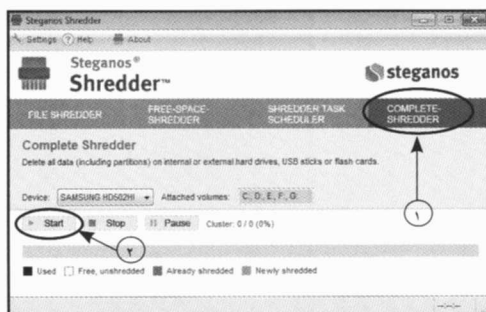 Steganos Shredder
Settings Help About
Steganos®
Shredder™
steganos
FILE SHREDDER FREE-SPACE-SHREDDER SHREDDER TASK SCHEDULER COMPLETE-SHREDDER
Complete Shredder
Delete all data (including partitions) on internal or external hard drives, USB sticks or flash cards.
Device: SAMSUNG HD502HI Attached volumes: C, D, E, F, G
۱
Start Stop Pause Cluster: 0 / 0 (0%)
۲
Used Free, unshredded Already shredded Newly shredded